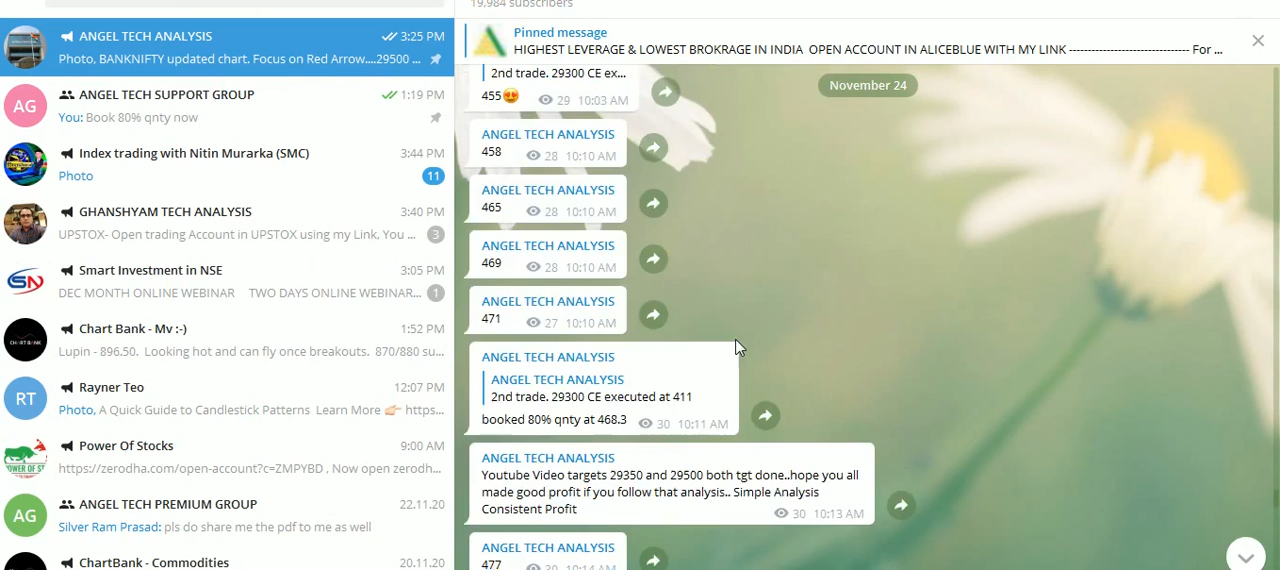 19,984 subscribers
ANGEL TECH ANALYSIS 3:25 PM
Photo, BANKNIFTY updated chart. Focus on Red Arrow....29500 ...
AG ANGEL TECH SUPPORT GROUP 1:19 PM
You: Book 80% qnty now
Index trading with Nitin Murarka (SMC) 3:44 PM
Photo 11
GHANSHYAM TECH ANALYSIS 3:40 PM
UPSTOX- Open trading Account in UPSTOX using my Link, You ... 3
Smart Investment in NSE 3:05 PM
DEC MONTH ONLINE WEBINAR TWO DAYS ONLINE WEBINAR... 1
Chart Bank - Mv :-) 1:52 PM
Lupin - 896.50. Looking hot and can fly once breakouts. 870/880 su...
RT Rayner Teo 12:07 PM
Photo, A Quick Guide to Candlestick Patterns Learn More 👉 https...
Power Of Stocks 9:00 AM
https://zerodha.com/open-account?c=ZMPYBD , Now open zerodh...
AG ANGEL TECH PREMIUM GROUP 22.11.20
Silver Ram Prasad: pls do share me the pdf to me as well
ChartBank - Commodities 20.11.20
Pinned message
HIGHEST LEVERAGE & LOWEST BROKRAGE IN INDIA OPEN ACCOUNT IN ALICEBLUE WITH MY LINK ------------------------------- For ...
November 24
2nd trade. 29300 CE ex...
455😍 29 10:03 AM
ANGEL TECH ANALYSIS
458 28 10:10 AM
ANGEL TECH ANALYSIS
465 28 10:10 AM
ANGEL TECH ANALYSIS
469 28 10:10 AM
ANGEL TECH ANALYSIS
471 27 10:10 AM
ANGEL TECH ANALYSIS
ANGEL TECH ANALYSIS
2nd trade. 29300 CE executed at 411
booked 80% qnty at 468.3 30 10:11 AM
ANGEL TECH ANALYSIS
Youtube Video targets 29350 and 29500 both tgt done..hope you all
made good profit if you follow that analysis.. Simple Analysis
Consistent Profit 30 10:13 AM
ANGEL TECH ANALYSIS
477 30 10:14 AM